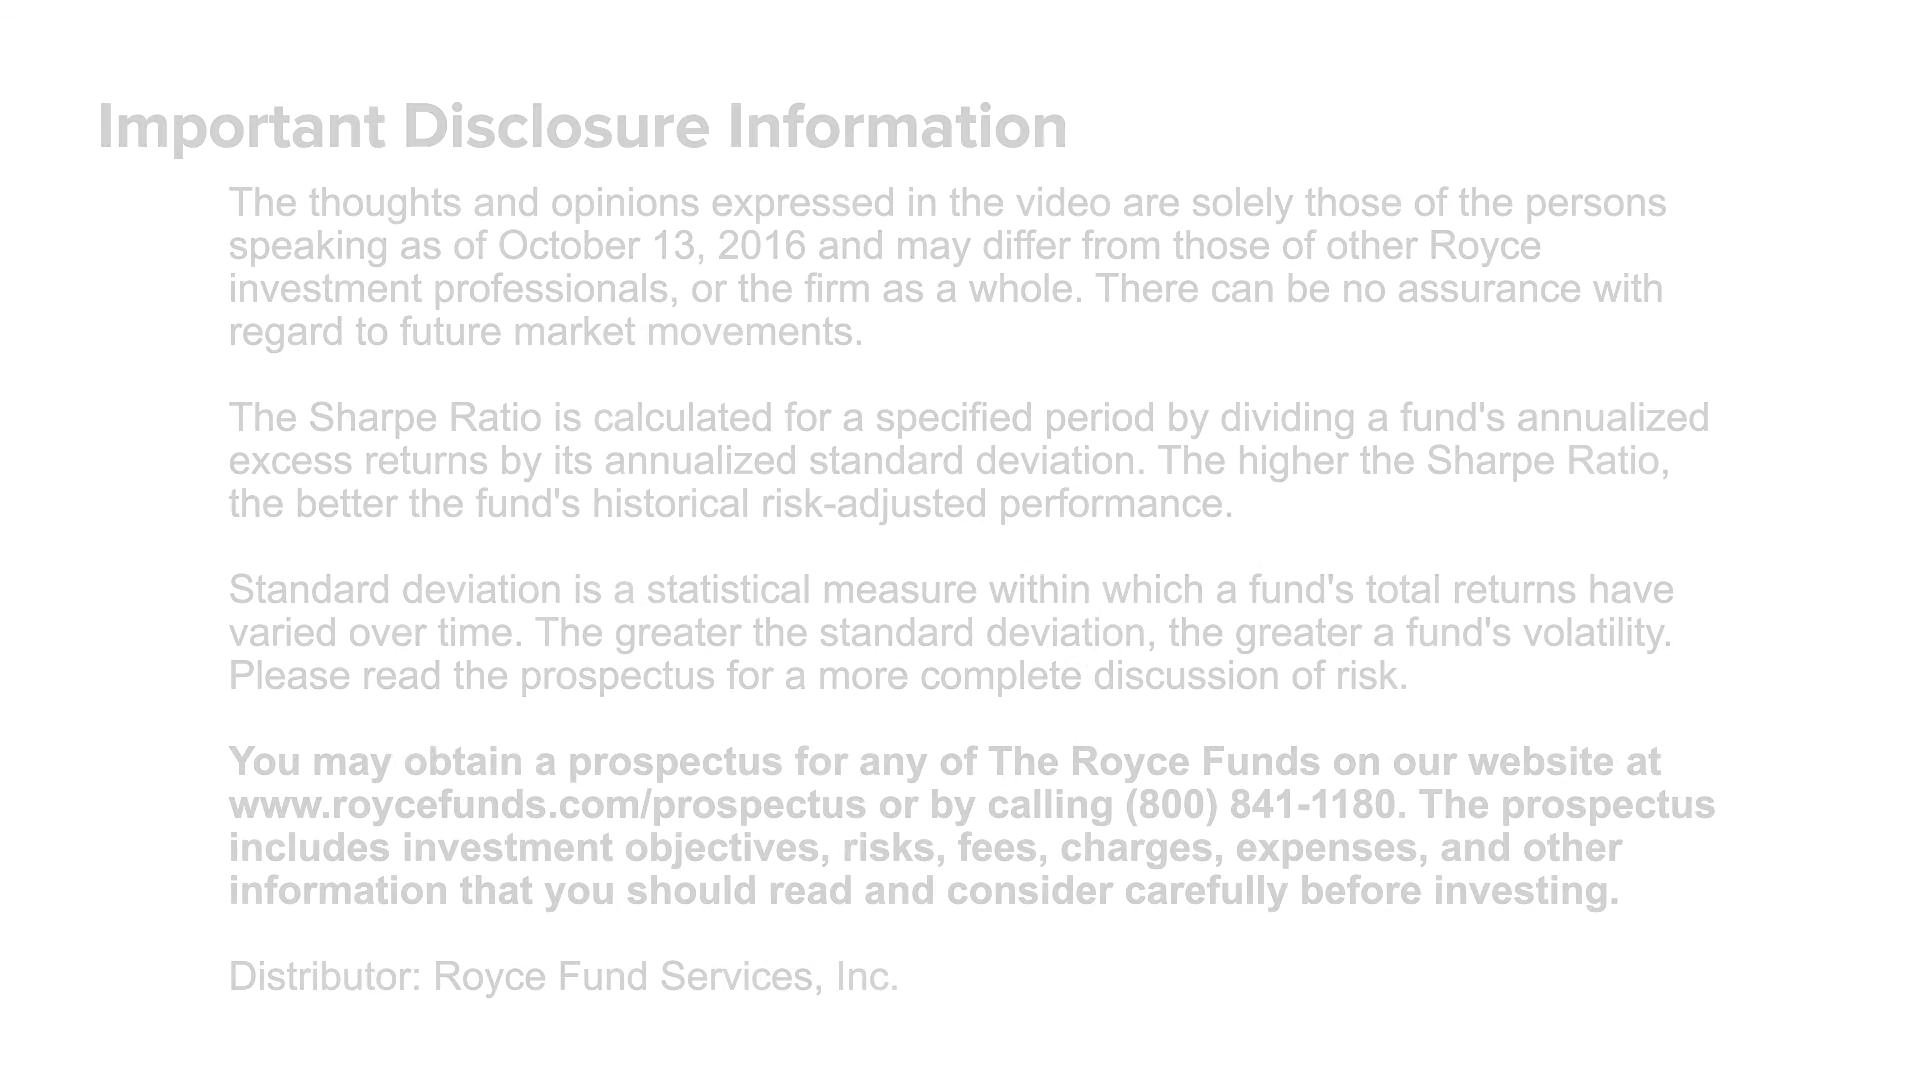 Important Disclosure Information
The thoughts and opinions expressed in the video are solely those of the persons
speaking as of October 13, 2016 and may differ from those of other Royce
investment professionals, or the firm as a whole. There can be no assurance with
regard to future market movements.
The Sharpe Ratio is calculated for a specified period by dividing a fund's annualized
excess returns by its annualized standard deviation. The higher the Sharpe Ratio,
the better the fund's historical risk-adjusted performance.
Standard deviation is a statistical measure within which a fund's total returns have
varied over time. The greater the standard deviation, the greater a fund's volatility.
Please read the prospectus for a more complete discussion of risk.
You may obtain a prospectus for any of The Royce Funds on our website at
www.roycefunds.com/prospectus or by calling (800) 841-1180. The prospectus
includes investment objectives, risks, fees, charges, expenses, and other
information that you should read and consider carefully before investing.
Distributor: Royce Fund Services, Inc.